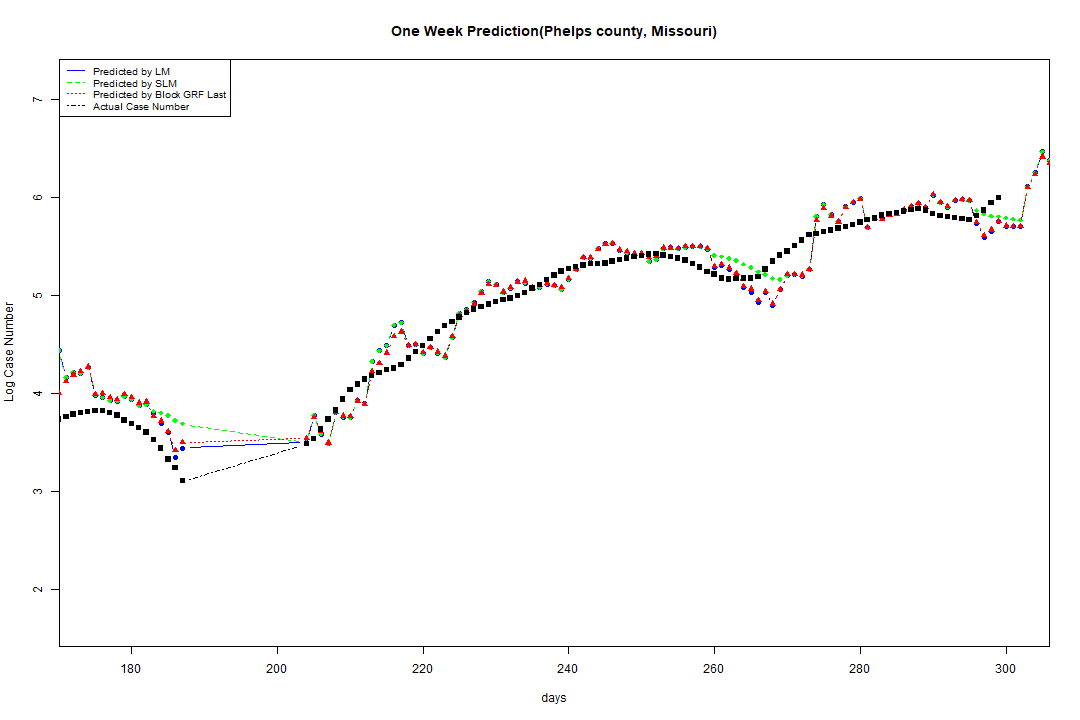 One Week Prediction(Phelps county, Missouri)
Predicted by LM
Predicted by SLM
Predicted by Block GRF Last
Actual Case Number
7
6
5
4
3
2
Log Case Number
180 200 220 240 260 280 300
days